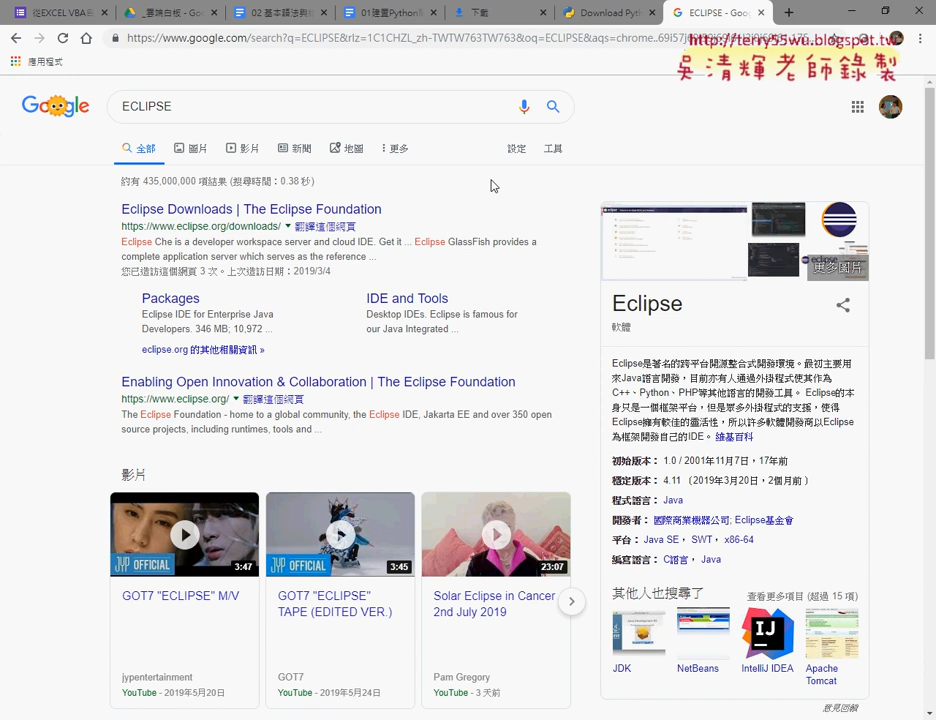 從EXCEL VBA
_雲端白板 - Go
02 基本語法與
01建置Python
下載
Download Pyth
ECLIPSE - Goo
https://www.google.com/search?q=ECLIPSE&rlz=1C1CHZL_zh-TWTW763TW763&oq=ECLIPSE&aqs=chrome..69i57j
http://terry55wu.blogspot.tw
吳清輝老師錄製
應用程式
Google
ECLIPSE
全部
圖片
影片
新聞
地圖
更多
設定
工具
約有 435,000,000 項結果 (搜尋時間：0.38 秒)
Eclipse Downloads | The Eclipse Foundation
https://www.eclipse.org/downloads/ ▼ 翻譯這個網頁
Eclipse Che is a developer workspace server and cloud IDE. Get it ... Eclipse GlassFish provides a
complete application server which serves as the reference ...
您已造訪這個網頁 3 次。上次造訪日期：2019/3/4
Packages
Eclipse IDE for Enterprise Java
Developers. 346 MB; 10,972 ...
IDE and Tools
Desktop IDEs. Eclipse is famous for
our Java Integrated ...
eclipse.org 的其他相關資訊 »
Enabling Open Innovation & Collaboration | The Eclipse Foundation
https://www.eclipse.org/ ▼ 翻譯這個網頁
The Eclipse Foundation - home to a global community, the Eclipse IDE, Jakarta EE and over 350 open
source projects, including runtimes, tools and ...
影片
JYP OFFICIAL
3:47
GOT7 "ECLIPSE" M/V
jypentertainment
YouTube - 2019年5月20日
JYP OFFICIAL
3:45
GOT7 "ECLIPSE"
TAPE (EDITED VER.)
GOT7
YouTube - 2019年5月24日
23:07
Solar Eclipse in Cancer
2nd July 2019
Pam Gregory
YouTube - 3 天前
更多圖片
Eclipse
軟體
Eclipse是著名的跨平台開源整合式開發環境。最初主要用
來Java語言開發，目前亦有人通過外掛程式使其作為
C++、Python、PHP等其他語言的開發工具。 Eclipse的本
身只是一個框架平台，但是眾多外掛程式的支援，使得
Eclipse擁有較佳的靈活性，所以許多軟體開發商以Eclipse
為框架開發自己的IDE。 維基百科
初始版本： 1.0 / 2001年11月7日，17年前
穩定版本： 4.11 （2019年3月20日，2個月前 ）
程式語言： Java
開發者： 國際商業機器公司; Eclipse基金會
平台： Java SE， SWT， x86-64
編寫語言： C語言， Java
其他人也搜尋了
查看更多項目 (超過 15 項)
IJ
JDK
NetBeans
IntelliJ IDEA
Apache
Tomcat
意見回饋